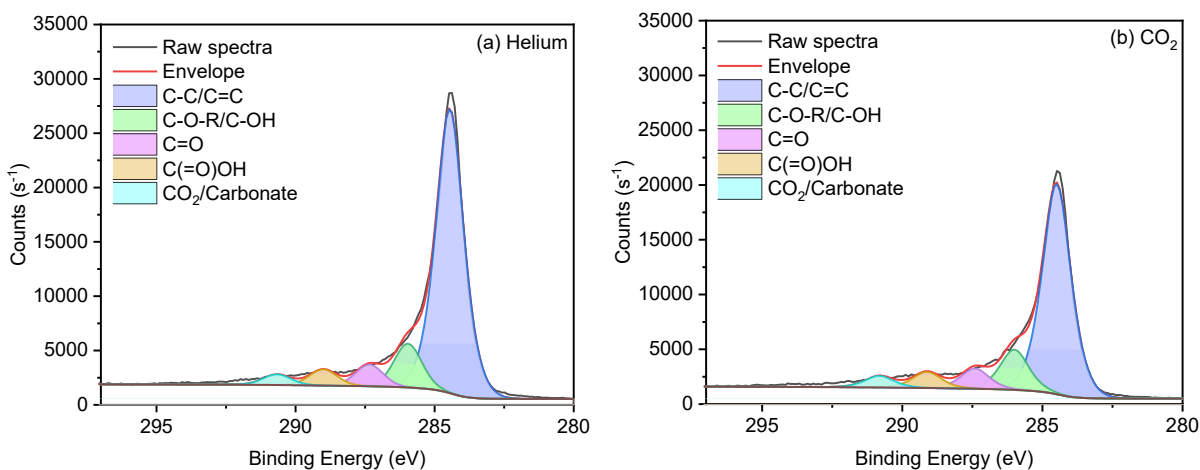 35000
30000
25000
20000
15000
10000
5000
0
Counts (s⁻¹)
(a) Helium
Raw spectra
Envelope
C-C/C=C
C-O-R/C-OH
C=O
C(=O)OH
CO₂/Carbonate
295
290
285
280
Binding Energy (eV)
35000
30000
25000
20000
15000
10000
5000
0
Counts (s⁻¹)
(b) CO₂
Raw spectra
Envelope
C-C/C=C
C-O-R/C-OH
C=O
C(=O)OH
CO₂/Carbonate
295
290
285
280
Binding Energy (eV)